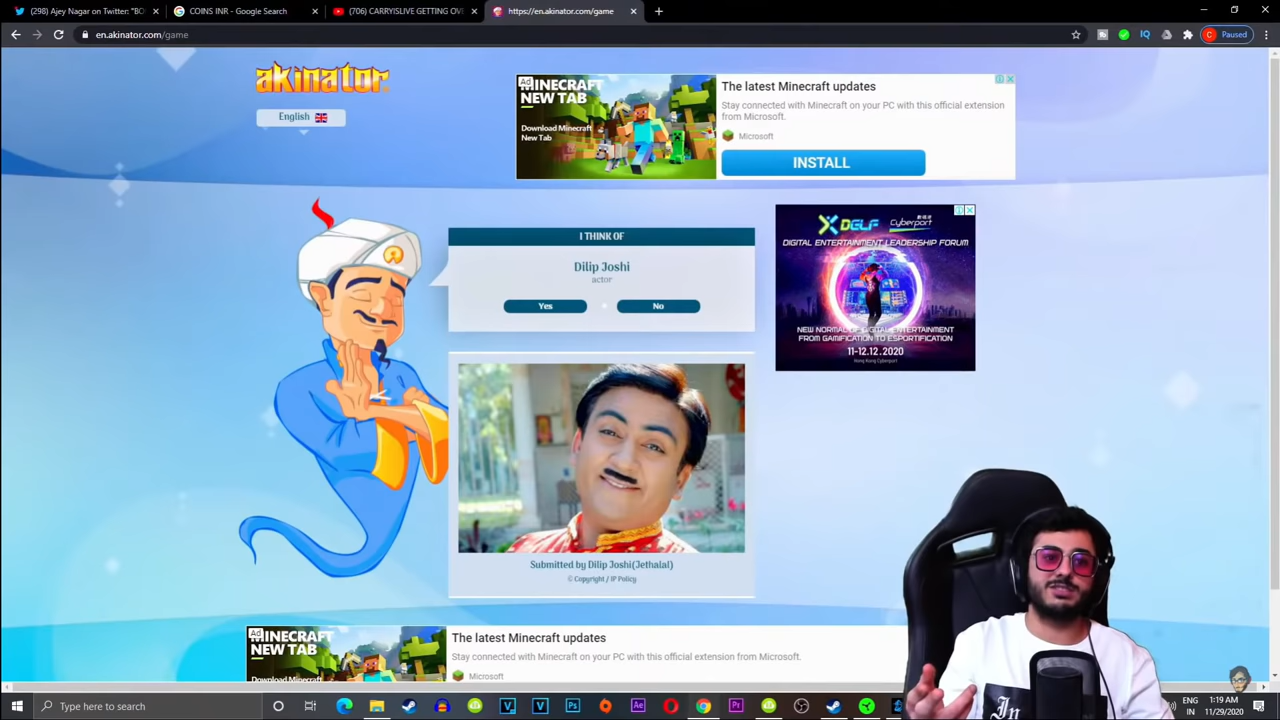 (298) Ajey Nagar on Twitter: "BO
COINS INR - Google Search
(706) CARRYISLIVE GETTING OV
https://en.akinator.com/game
en.akinator.com/game
Paused
akinator
English
Ad
MINECRAFT
NEW TAB
Download Minecraft
New Tab
The latest Minecraft updates
Stay connected with Minecraft on your PC with this official extension
from Microsoft.
Microsoft
INSTALL
I THINK OF
Dilip Joshi
actor
Yes
No
DELF
Cyberport
DIGITAL ENTERTAINMENT LEADERSHIP FORUM
NEW NORMAL OF DIGITAL ENTERTAINMENT
FROM GAMIFICATION TO ESPORTIFICATION
11-12.12.2020
Hong Kong Cyberport
Submitted by Dilip Joshi(Jethalal)
© Copyright / IP Policy
Ad
MINECRAFT
NEW TAB
Download Minecraft
The latest Minecraft updates
Stay connected with Minecraft on your PC with this official extension from Microsoft.
Microsoft
In
Type here to search
ENG
IN
1:19 AM
11/29/2020